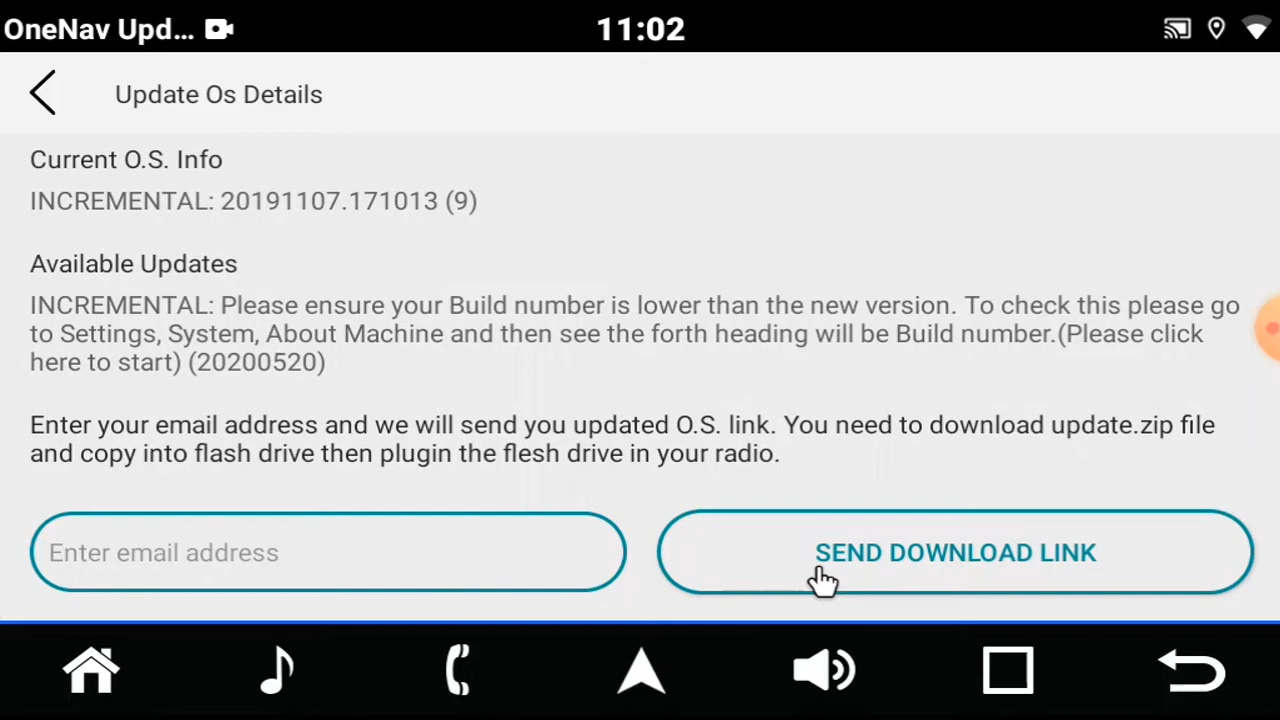 OneNav Upd...
11:02
Update Os Details
Current O.S. Info
INCREMENTAL: 20191107.171013 (9)
Available Updates
INCREMENTAL: Please ensure your Build number is lower than the new version. To check this please go
to Settings, System, About Machine and then see the forth heading will be Build number.(Please click
here to start) (20200520)
Enter your email address and we will send you updated O.S. link. You need to download update.zip file
and copy into flash drive then plugin the flesh drive in your radio.
Enter email address
SEND DOWNLOAD LINK